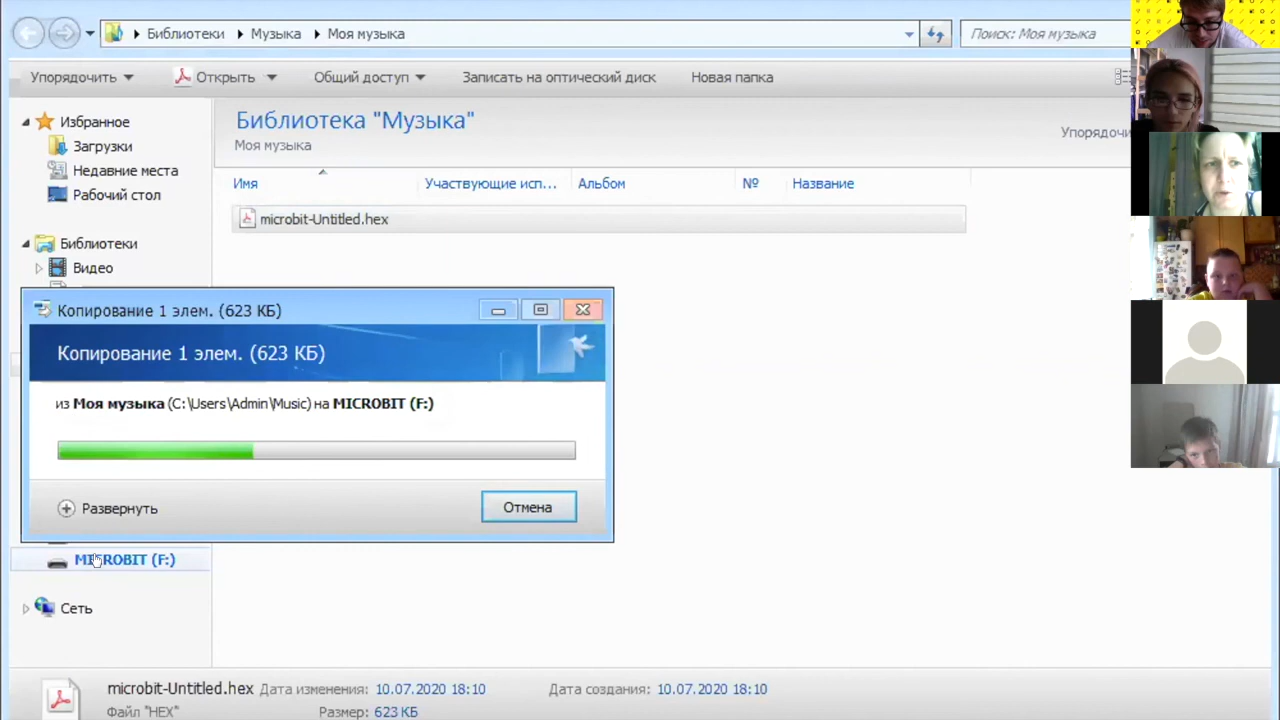 Библиотеки Музыка Моя музыка
Поиск: Моя музыка
Упорядочить Открыть Общий доступ Записать на оптический диск Новая папка
Избранное
Загрузки
Недавние места
Рабочий стол
Библиотеки
Видео
Библиотека "Музыка"
Моя музыка
Упорядочи
Имя Участвующие исп... Альбом № Название
microbit-Untitled.hex
Копирование 1 элем. (623 КБ)
Копирование 1 элем. (623 КБ)
из Моя музыка (C:\Users\Admin\Music) на MICROBIT (F:)
Развернуть
Отмена
MICROBIT (F:)
Сеть
microbit-Untitled.hex Дата изменения: 10.07.2020 18:10 Дата создания: 10.07.2020 18:10
Файл "HEX" Размер: 623 КБ